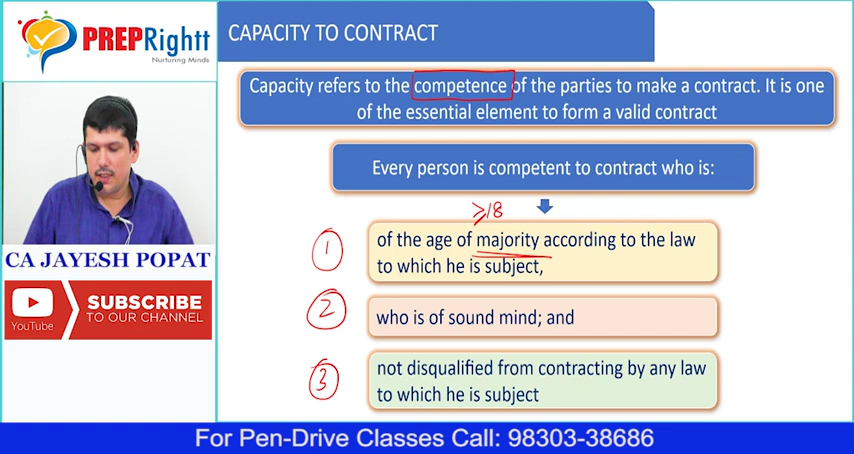 PREPRightt
Nurturing Minds
CAPACITY TO CONTRACT
Capacity refers to the competence of the parties to make a contract. It is one
of the essential element to form a valid contract
Every person is competent to contract who is:
≥18
1
of the age of majority according to the law
to which he is subject,
2
who is of sound mind; and
3
not disqualified from contracting by any law
to which he is subject
CA JAYESH POPAT
YouTube
SUBSCRIBE
TO OUR CHANNEL
For Pen-Drive Classes Call: 98303-38686